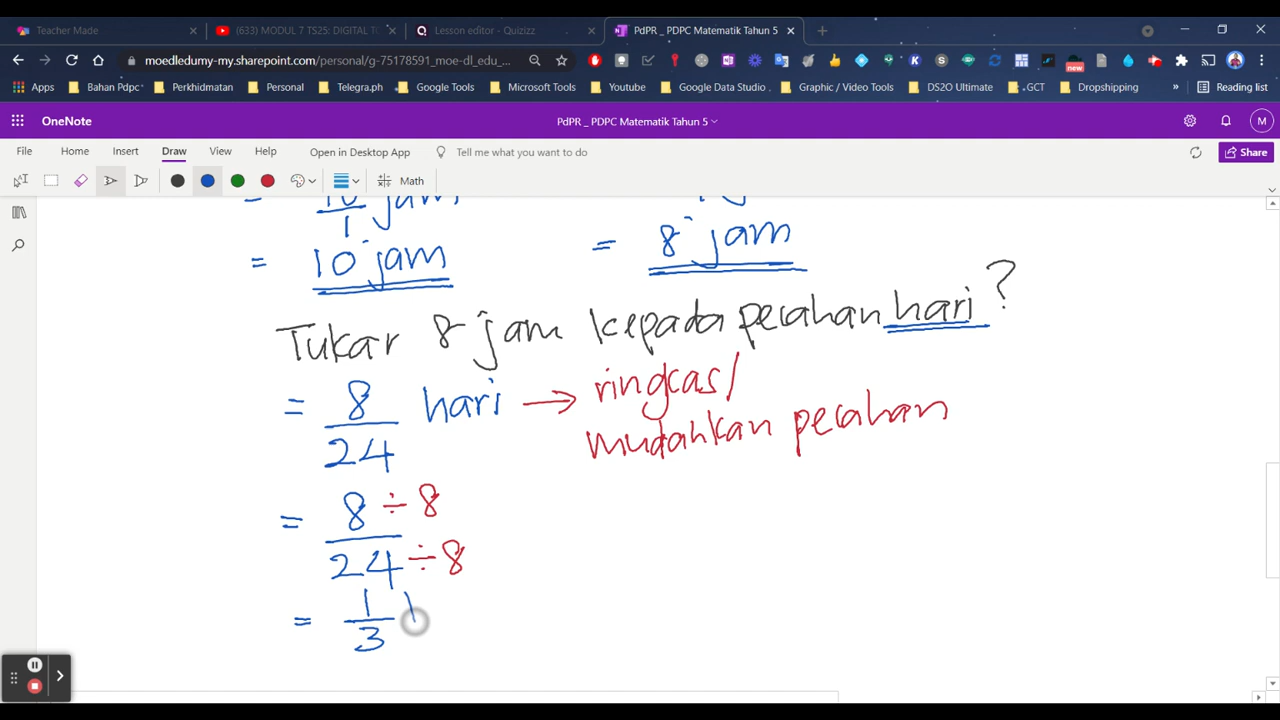 Teacher Made
(633) MODUL 7 TS25: DIGITAL T
Lesson editor - Quizizz
PdPR _ PDPC Matematik Tahun 5
moedledumy-my.sharepoint.com/personal/g-75178591_moe-dl_edu_...
Apps Bahan Pdpc Perkhidmatan Personal Telegra.ph Google Tools Microsoft Tools Youtube Google Data Studio Graphic / Video Tools DS2O Ultimate GCT Dropshipping » Reading list
new
OneNote
PdPR _ PDPC Matematik Tahun 5
M
File Home Insert Draw View Help Open in Desktop App Tell me what you want to do
Share
Math
= 10/1 jam
= 10 jam = 8 jam
Tukar 8 jam kepada pecahan hari?
= 8/24 hari → ringkas/
mudahkan pecahan
= 8 ÷ 8
24 ÷ 8
= 1/3